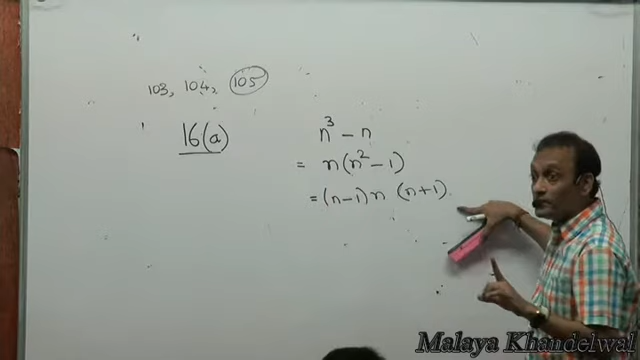 103, 104, 105
16(a)
n³ - n
= n(n² - 1)
= (n-1) n (n+1).
Malaya Khandelwal